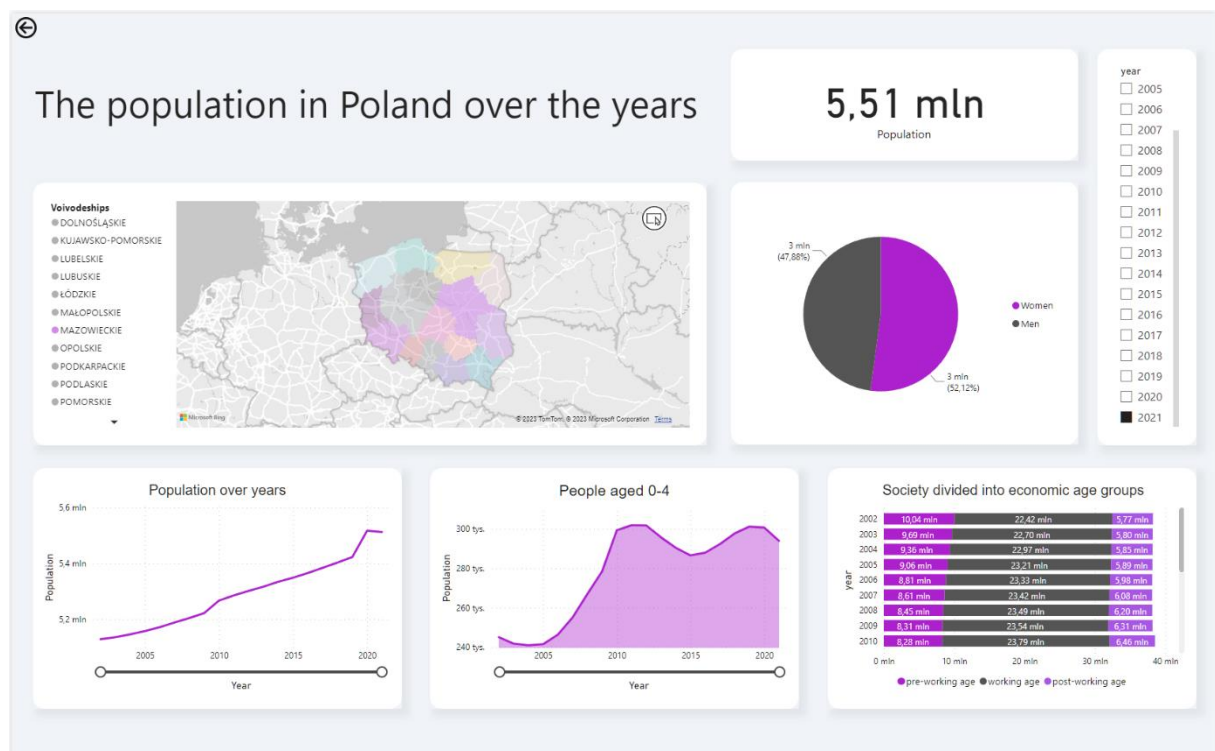 The population in Poland over the years
5,51 mln
Population
year
2005
2006
2007
2008
2009
2010
2011
2012
2013
2014
2015
2016
2017
2018
2019
2020
2021
Voivodeships
DOLNOŚLĄSKIE
KUJAWSKO-POMORSKIE
LUBELSKIE
LUBUSKIE
ŁÓDZKIE
MAŁOPOLSKIE
MAZOWIECKIE
OPOLSKIE
PODKARPACKIE
PODLASKIE
POMORSKIE
Microsoft Bing
© 2023 TomTom, © 2023 Microsoft Corporation Terms
3 mln
(47,88%)
3 mln
(52,12%)
Women
Men
Population over years
Population
5,6 mln
5,4 mln
5,2 mln
2005 2010 2015 2020
Year
People aged 0-4
Population
300 tys.
280 tys.
260 tys.
240 tys.
2005 2010 2015 2020
Year
Society divided into economic age groups
year
2002 10,04 mln 22,42 mln 5,77 mln
2003 9,69 mln 22,70 mln 5,80 mln
2004 9,36 mln 22,97 mln 5,85 mln
2005 9,06 mln 23,21 mln 5,89 mln
2006 8,81 mln 23,33 mln 5,98 mln
2007 8,61 mln 23,42 mln 6,08 mln
2008 8,45 mln 23,49 mln 6,20 mln
2009 8,31 mln 23,54 mln 6,31 mln
2010 8,28 mln 23,79 mln 6,46 mln
0 mln 10 mln 20 mln 30 mln 40 mln
pre-working age working age post-working age